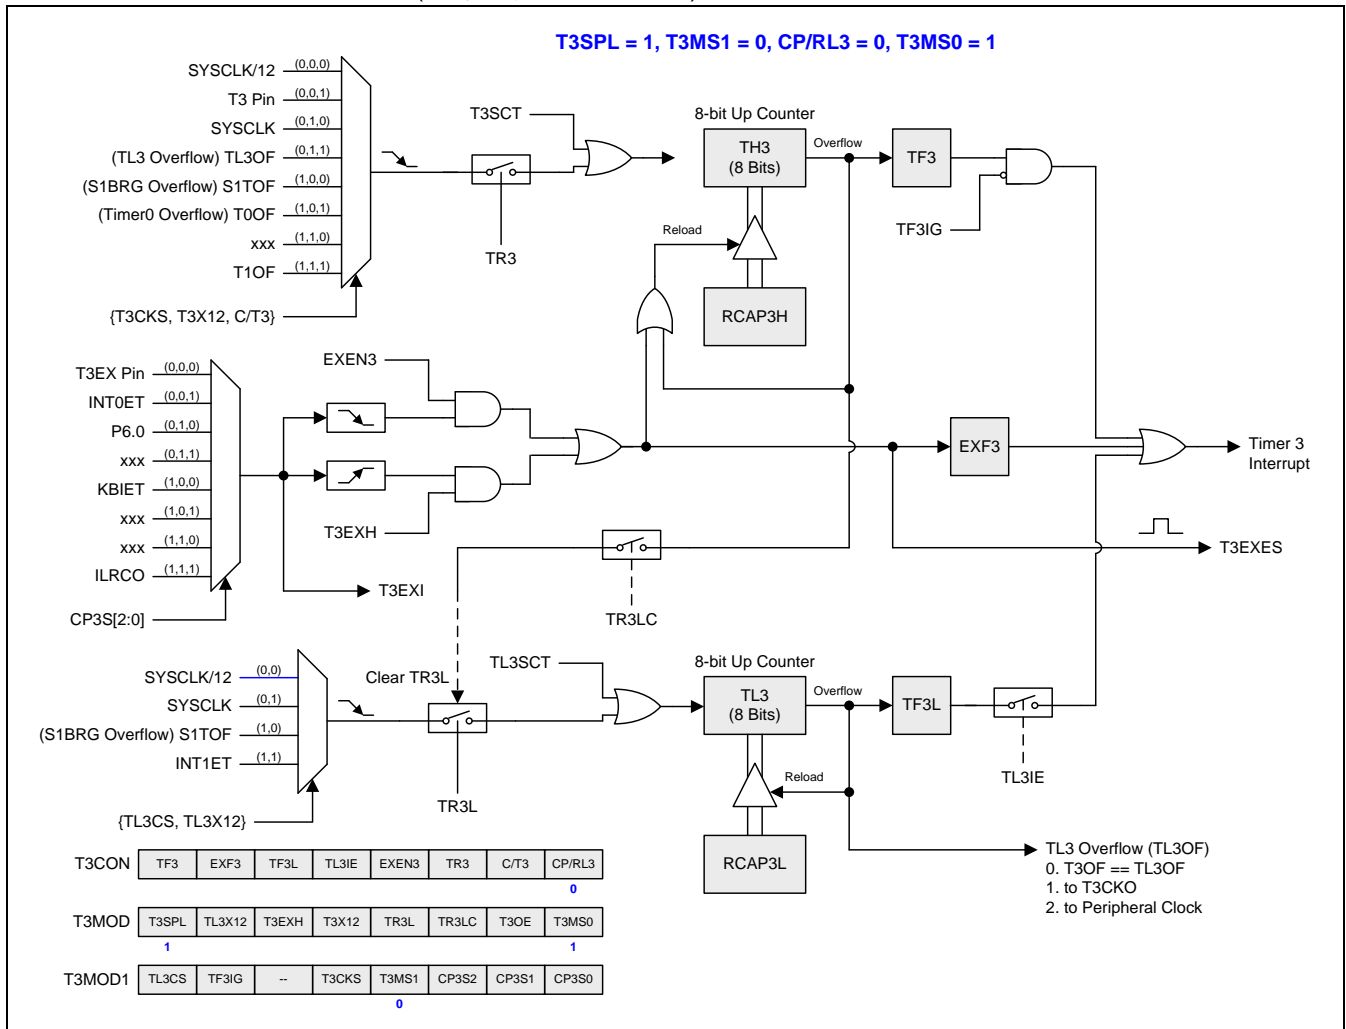 T3SPL = 1, T3MS1 = 0, CP/RL3 = 0, T3MS0 = 1
SYSCLK/12 (0,0,0)
T3 Pin (0,0,1)
SYSCLK (0,1,0)
(TL3 Overflow) TL3OF (0,1,1)
(S1BRG Overflow) S1TOF (1,0,0)
(Timer0 Overflow) T0OF (1,0,1)
xxx (1,1,0)
T1OF (1,1,1)
{T3CKS, T3X12, C/T3}
TR3
T3SCT
8-bit Up Counter
TH3
(8 Bits)
Overflow
TF3
TF3IG
Reload
RCAP3H
T3EX Pin (0,0,0)
INT0ET (0,0,1)
P6.0 (0,1,0)
xxx (0,1,1)
KBIET (1,0,0)
xxx (1,0,1)
xxx (1,1,0)
ILRCO (1,1,1)
CP3S[2:0]
EXEN3
T3EXH
T3EXI
EXF3
Timer 3
Interrupt
T3EXES
TR3LC
SYSCLK/12 (0,0)
SYSCLK (0,1)
(S1BRG Overflow) S1TOF (1,0)
INT1ET (1,1)
{TL3CS, TL3X12}
Clear TR3L
TR3L
TL3SCT
8-bit Up Counter
TL3
(8 Bits)
Overflow
TF3L
TL3IE
Reload
RCAP3L
TL3 Overflow (TL3OF)
0. T3OF == TL3OF
1. to T3CKO
2. to Peripheral Clock
T3CON TF3 EXF3 TF3L TL3IE EXEN3 TR3 C/T3 CP/RL3
0
T3MOD T3SPL TL3X12 T3EXH T3X12 TR3L TR3LC T3OE T3MS0
1 1
T3MOD1 TL3CS TF3IG -- T3CKS T3MS1 CP3S2 CP3S1 CP3S0
0